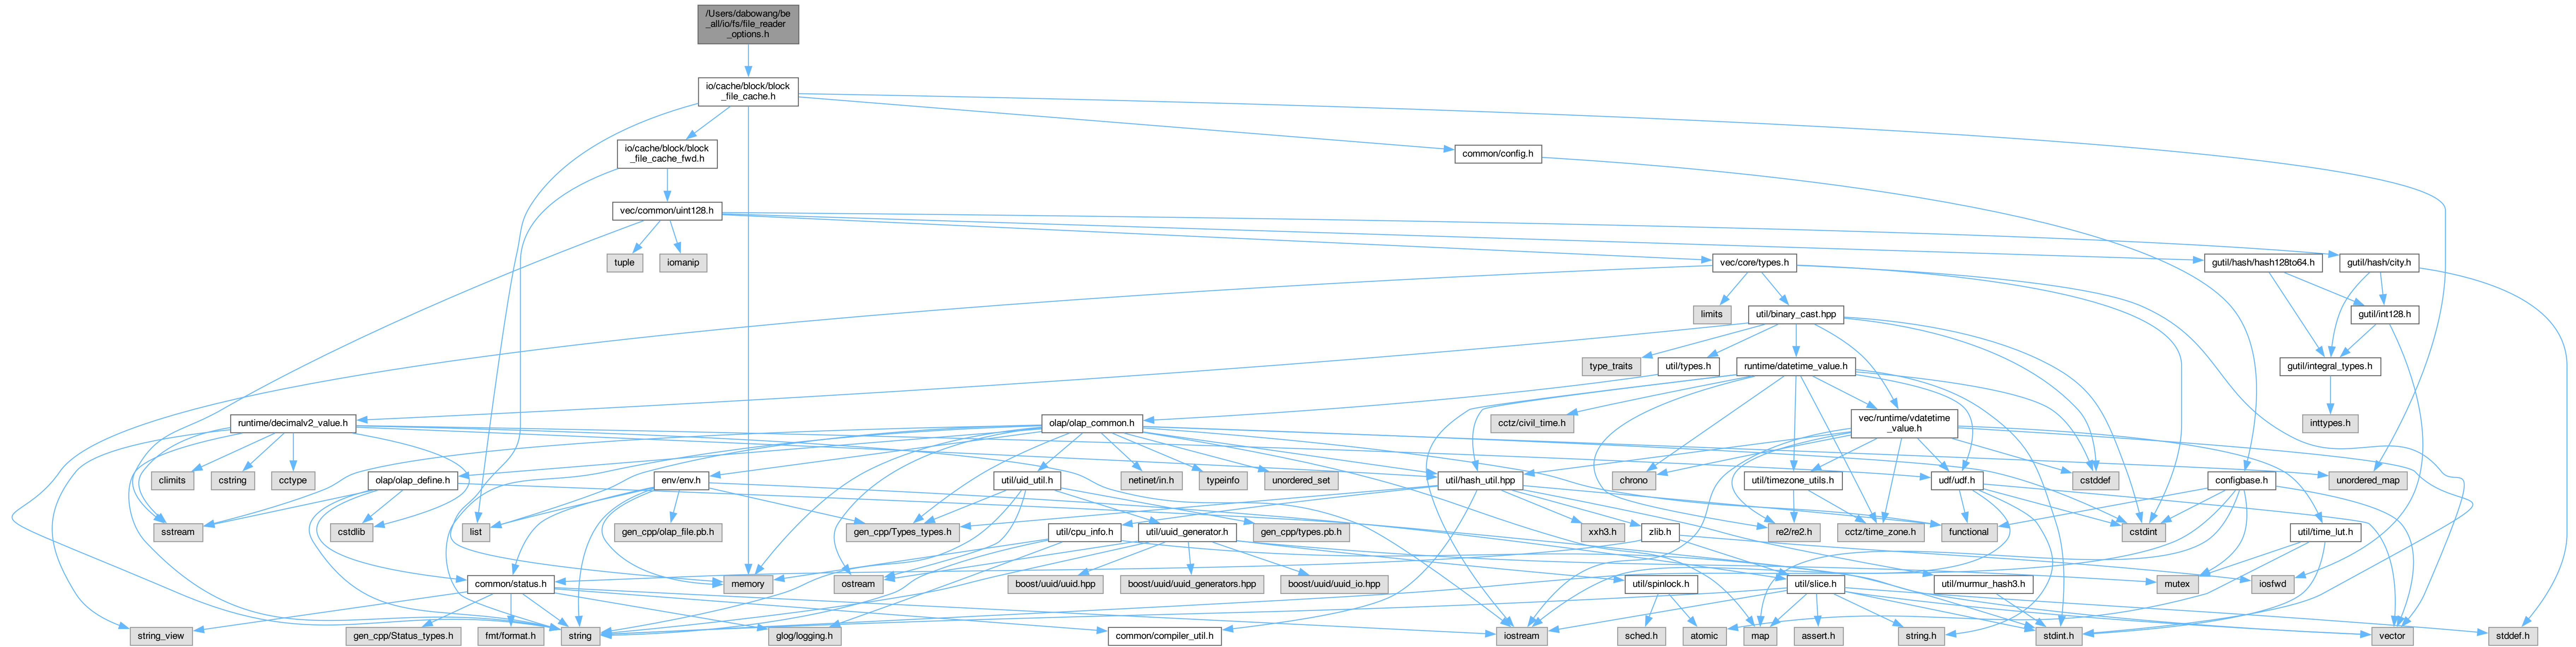 /Users/dabowang/be
_all/io/fs/file_reader
_options.h
io/cache/block/block
_file_cache.h
io/cache/block/block
_file_cache_fwd.h
common/config.h
vec/common/uint128.h
tuple
iomanip
vec/core/types.h
gutil/hash/hash128to64.h
gutil/hash/city.h
limits
util/binary_cast.hpp
gutil/int128.h
type_traits
util/types.h
runtime/datetime_value.h
gutil/integral_types.h
runtime/decimalv2_value.h
olap/olap_common.h
cctz/civil_time.h
vec/runtime/vdatetime
_value.h
inttypes.h
climits
cstring
cctype
olap/olap_define.h
env/env.h
util/uid_util.h
netinet/in.h
typeinfo
unordered_set
util/hash_util.hpp
chrono
util/timezone_utils.h
udf/udf.h
cstddef
configbase.h
unordered_map
sstream
cstdlib
list
gen_cpp/olap_file.pb.h
gen_cpp/Types_types.h
util/cpu_info.h
util/uuid_generator.h
gen_cpp/types.pb.h
xxh3.h
zlib.h
re2/re2.h
cctz/time_zone.h
functional
cstdint
util/time_lut.h
common/status.h
memory
ostream
boost/uuid/uuid.hpp
boost/uuid/uuid_generators.hpp
boost/uuid/uuid_io.hpp
util/spinlock.h
util/slice.h
util/murmur_hash3.h
mutex
iosfwd
string_view
gen_cpp/Status_types.h
fmt/format.h
string
glog/logging.h
common/compiler_util.h
iostream
sched.h
atomic
map
assert.h
string.h
stdint.h
vector
stddef.h